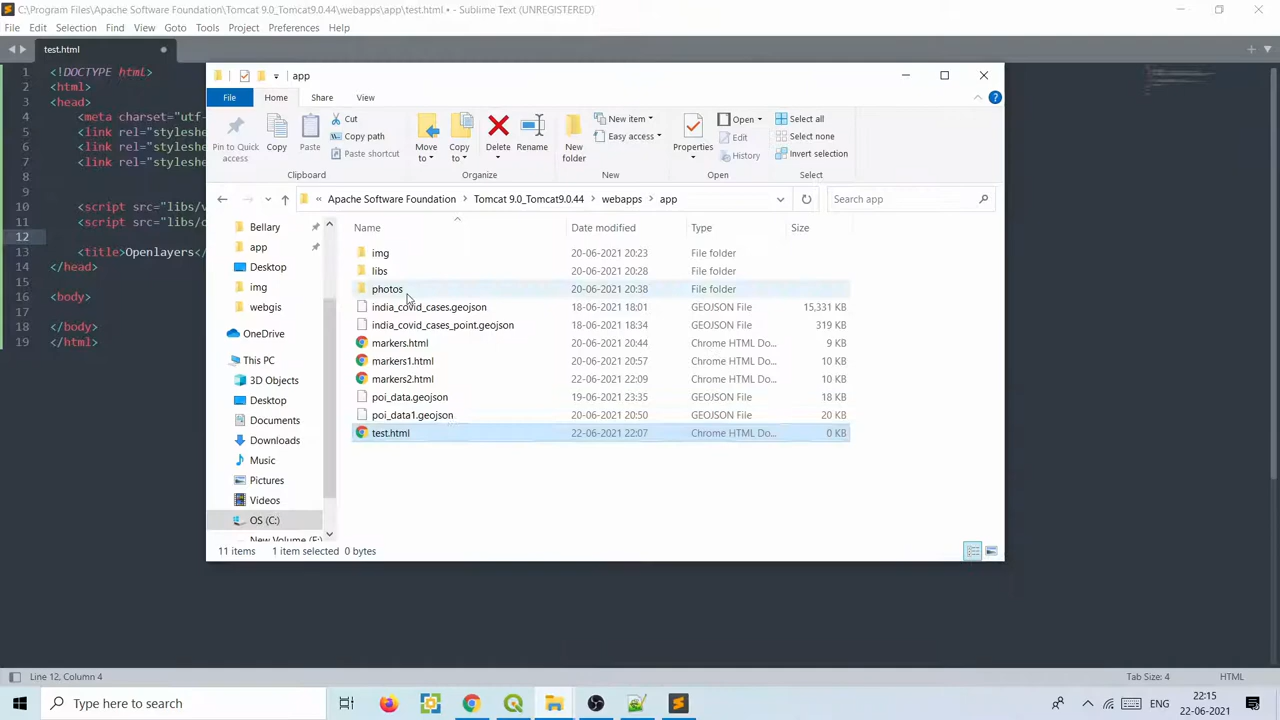 C:\Program Files\Apache Software Foundation\Tomcat 9.0_Tomcat9.0.44\webapps\app\test.html • - Sublime Text (UNREGISTERED)
File Edit Selection Find View Goto Tools Project Preferences Help
test.html
1 <!DOCTYPE html>
2 <html>
3 <head>
4 <meta charset="utf-
5 <link rel="styleshe
6 <link rel="styleshe
7 <link rel="styleshe
8
9
10 <script src="libs/
11 <script src="libs/
12
13 <title>Openlayers</
14 </head>
15
16 <body>
17
18 </body>
19 </html>
app
File Home Share View
Pin to Quick access
Copy
Paste
Cut
Copy path
Paste shortcut
Clipboard
Move to
Copy to
Delete
Rename
Organize
New folder
New item
Easy access
New
Properties
Open
Edit
History
Open
Select all
Select none
Invert selection
Select
« Apache Software Foundation > Tomcat 9.0_Tomcat9.0.44 > webapps > app
Search app
Bellary
app
Desktop
img
webgis
OneDrive
This PC
3D Objects
Desktop
Documents
Downloads
Music
Pictures
Videos
OS (C:)
New Volume (E:)
Name Date modified Type Size
img 20-06-2021 20:23 File folder
libs 20-06-2021 20:28 File folder
photos 20-06-2021 20:38 File folder
india_covid_cases.geojson 18-06-2021 18:01 GEOJSON File 15,331 KB
india_covid_cases_point.geojson 18-06-2021 18:34 GEOJSON File 319 KB
markers.html 20-06-2021 20:44 Chrome HTML Do... 9 KB
markers1.html 20-06-2021 20:57 Chrome HTML Do... 10 KB
markers2.html 22-06-2021 22:09 Chrome HTML Do... 10 KB
poi_data.geojson 19-06-2021 23:35 GEOJSON File 18 KB
poi_data1.geojson 20-06-2021 20:50 GEOJSON File 20 KB
test.html 22-06-2021 22:07 Chrome HTML Do... 0 KB
11 items 1 item selected 0 bytes
Line 12, Column 4
Tab Size: 4 HTML
Type here to search
ENG
22:15
22-06-2021